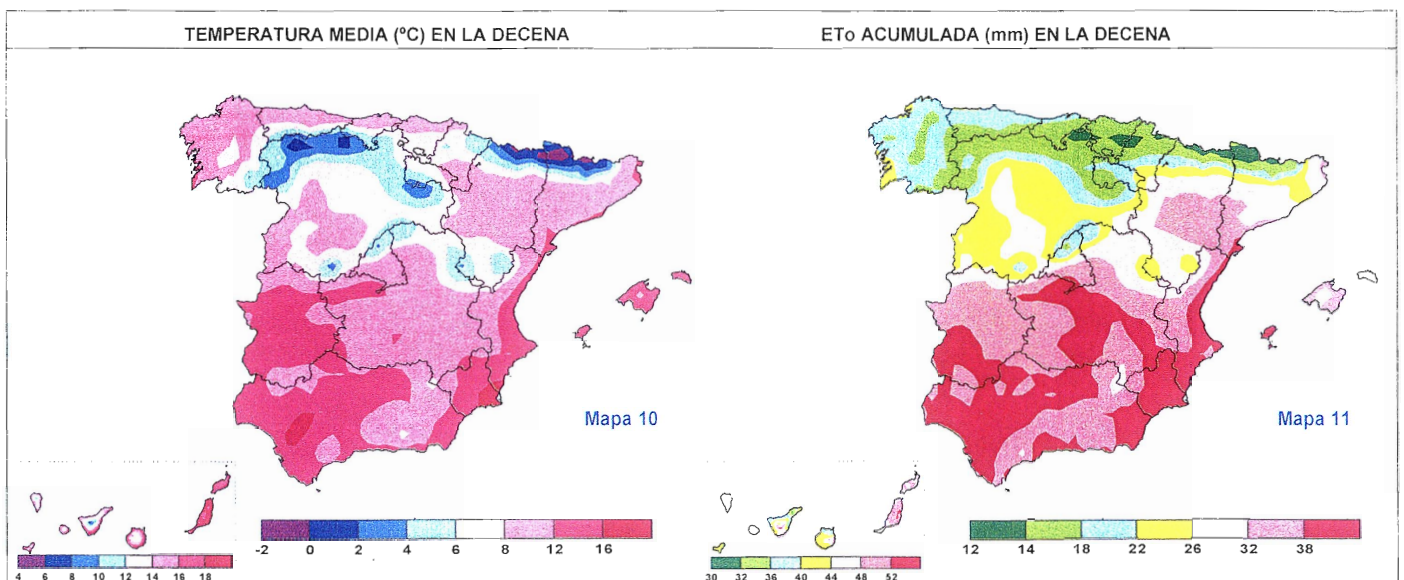 TEMPERATURA MEDIA (ºC) EN LA DECENA
ETo ACUMULADA (mm) EN LA DECENA
Mapa 10
Mapa 11
-2 0 2 4 6 8 12 16
4 6 8 10 12 14 16 18
12 14 18 22 26 32 38
30 32 36 40 44 48 52